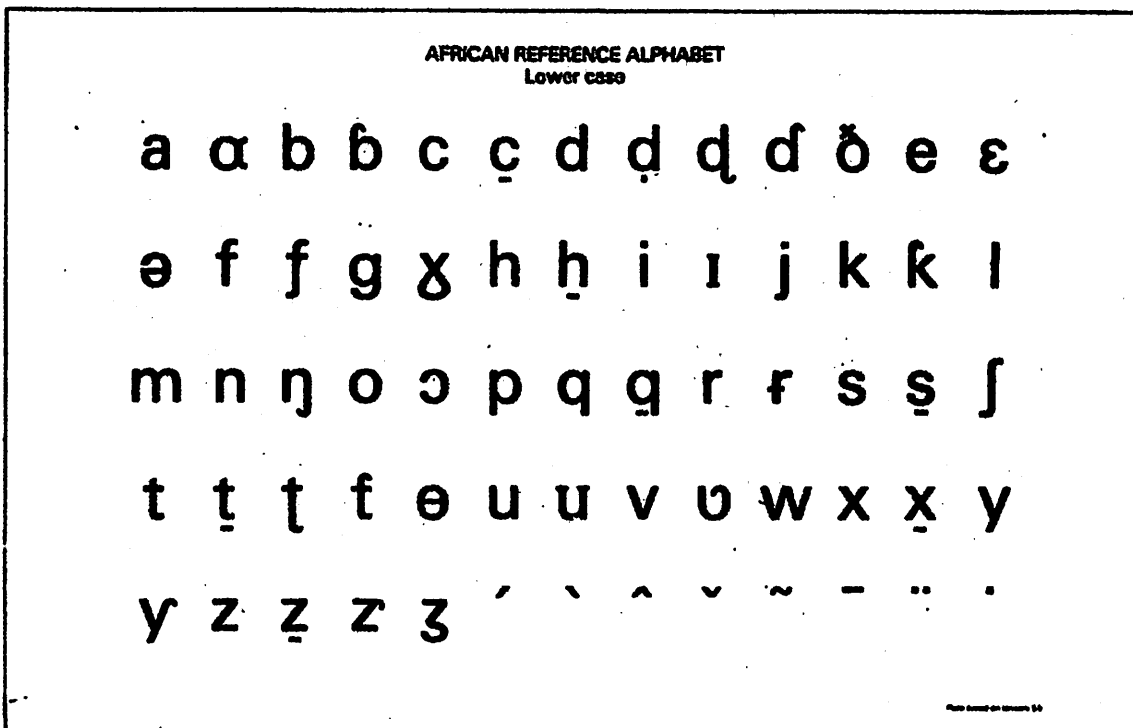 AFRICAN REFERENCE ALPHABET
Lower case
a ɑ b ɓ c c̱ d ḍ ɖ ɗ ð e ɛ
ǝ f ƒ g ɣ h ẖ i ɪ j k ƙ l
m n ŋ o ɔ p q q̱ r ɍ s s̱ ʃ
t ṯ ʈ ƭ ɵ u ʊ v ʋ w x x̱ y
ƴ z ẕ ɀ ʒ ´ ` ˆ ˇ ˜ ¯ ¨ ˙